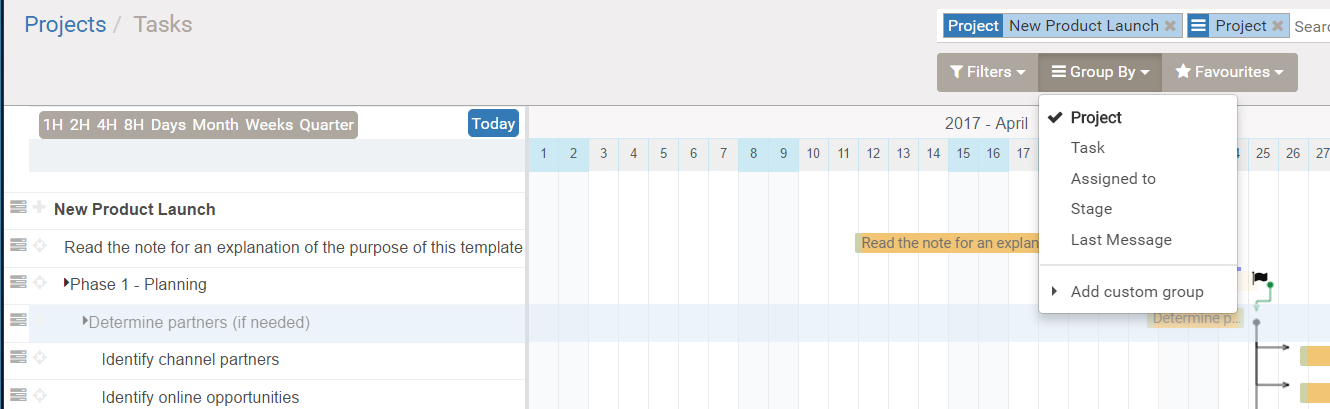 Projects / Tasks
Project New Product Launch × Project × Searc
Filters Group By Favourites
Project
Task
Assigned to
Stage
Last Message
Add custom group
1H 2H 4H 8H Days Month Weeks Quarter Today
2017 - April
1 2 3 4 5 6 7 8 9 10 11 12 13 14 15 16 17 4 25 26 27
New Product Launch
Read the note for an explanation of the purpose of this template
Read the note for an explan
Phase 1 - Planning
Determine partners (if needed)
Determine p...
Identify channel partners
Identify online opportunities